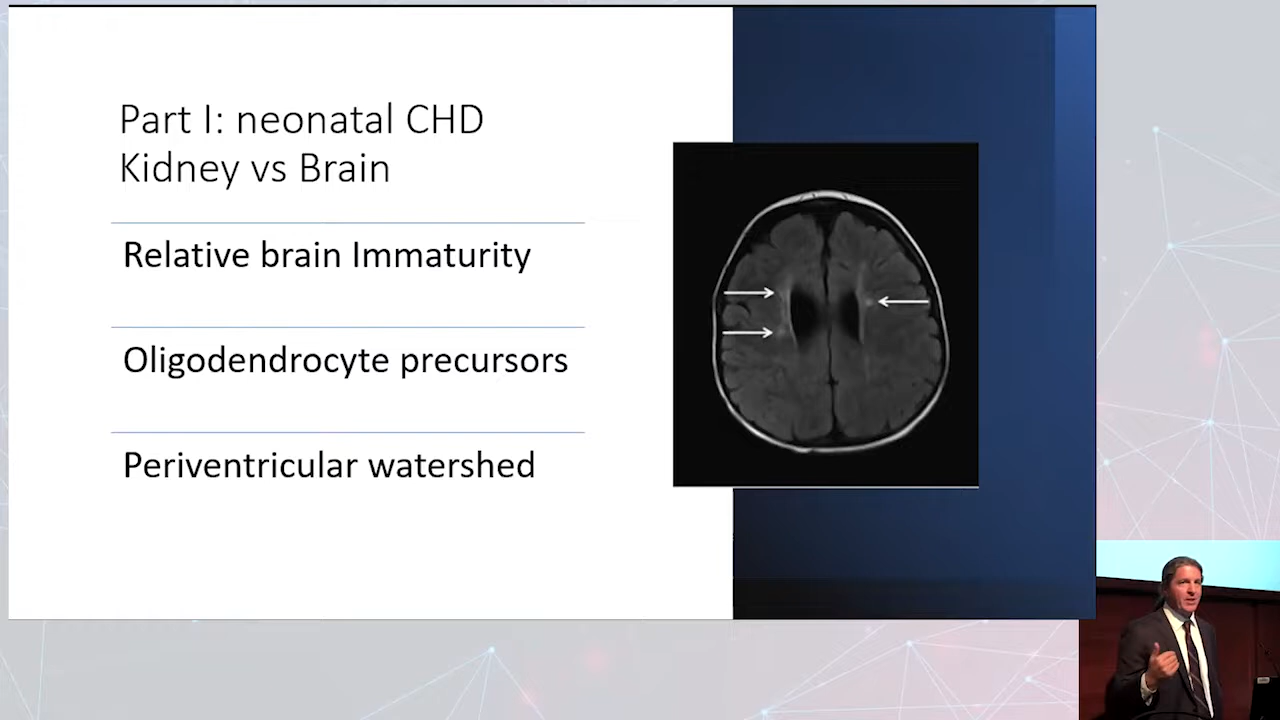 Part I: neonatal CHD
Kidney vs Brain
Relative brain Immaturity
Oligodendrocyte precursors
Periventricular watershed